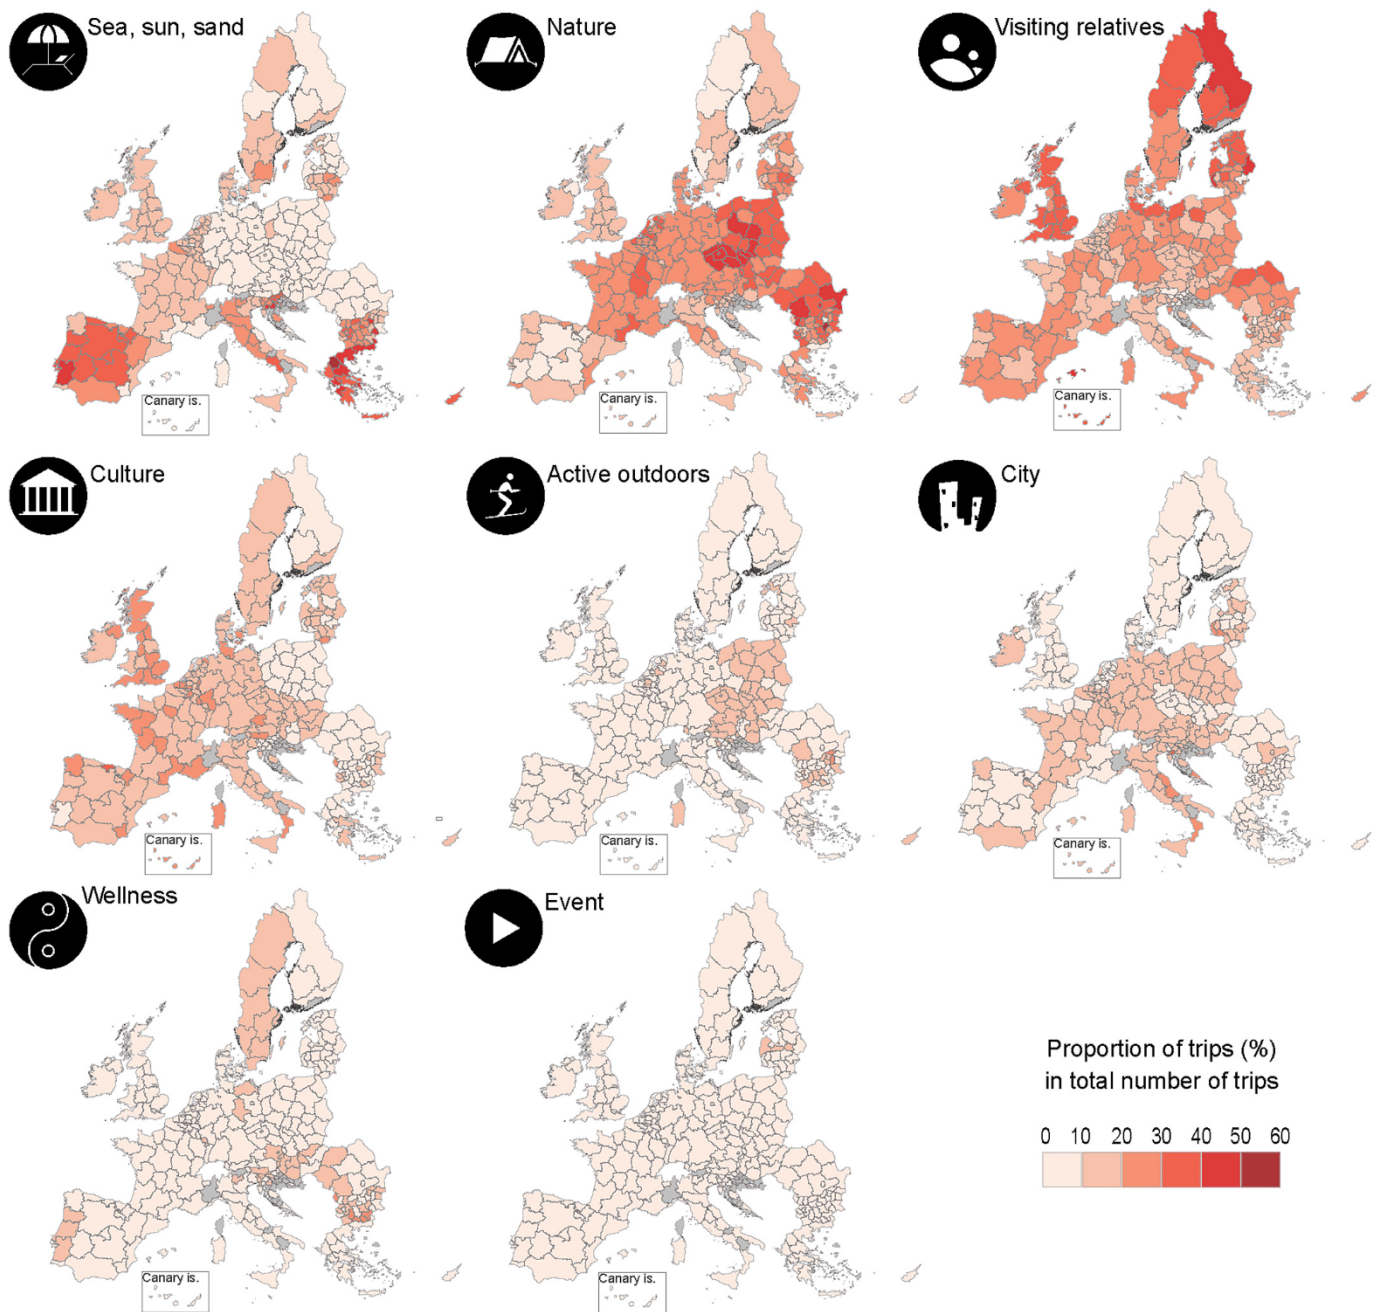 Sea, sun, sand
Nature
Visiting relatives
Canary is.
Canary is.
Canary is.
Culture
Active outdoors
City
Canary is.
Canary is.
Canary is.
Wellness
Event
Proportion of trips (%)
in total number of trips
0 10 20 30 40 50 60
Canary is.
Canary is.